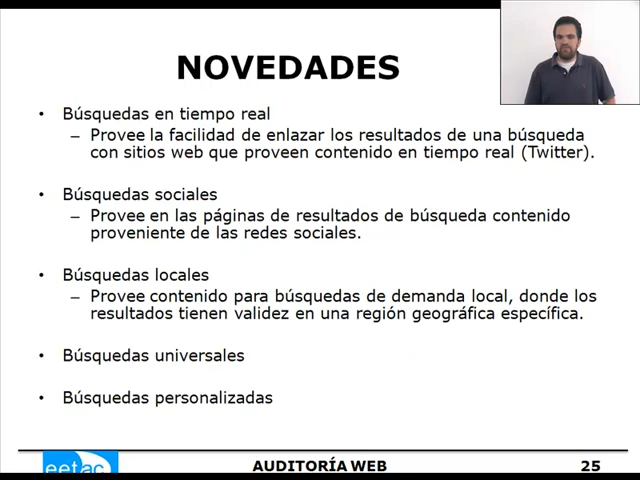 NOVEDADES
• Búsquedas en tiempo real
– Provee la facilidad de enlazar los resultados de una búsqueda
con sitios web que proveen contenido en tiempo real (Twitter).
• Búsquedas sociales
– Provee en las páginas de resultados de búsqueda contenido
proveniente de las redes sociales.
• Búsquedas locales
– Provee contenido para búsquedas de demanda local, donde los
resultados tienen validez en una región geográfica específica.
• Búsquedas universales
• Búsquedas personalizadas
eetac
AUDITORÍA WEB
25